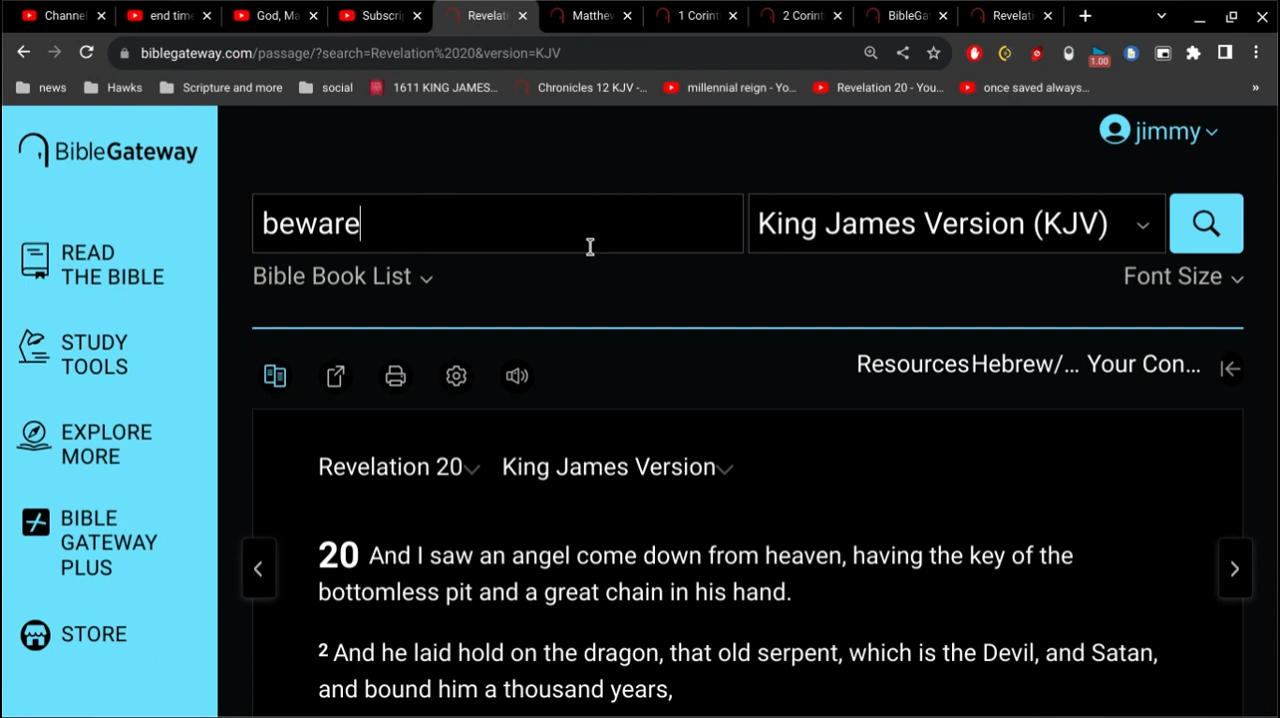 Channel
end time
God, Ma
Subscri
Revelati
Matthew
1 Corint
2 Corint
BibleGa
Revelati
biblegateway.com/passage/?search=Revelation%2020&version=KJV
1.00
news
Hawks
Scripture and more
social
1611 KING JAMES...
Chronicles 12 KJV -...
millennial reign - Yo...
Revelation 20 - You...
once saved always...
»
BibleGateway
jimmy
beware
King James Version (KJV)
Bible Book List
Font Size
READ
THE BIBLE
STUDY
TOOLS
EXPLORE
MORE
BIBLE
GATEWAY
PLUS
STORE
Resources Hebrew/... Your Con...
Revelation 20 King James Version
20 And I saw an angel come down from heaven, having the key of the
bottomless pit and a great chain in his hand.
2 And he laid hold on the dragon, that old serpent, which is the Devil, and Satan,
and bound him a thousand years,